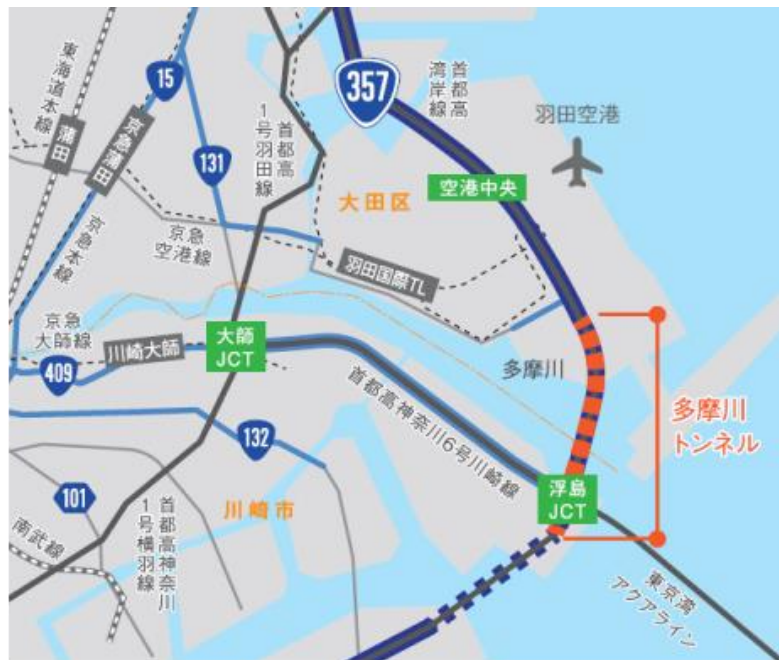 東海道本線
蒲田
京急蒲田
15
131
首都高
1号羽田線
357
首都高
湾岸線
羽田空港
空港中央
大田区
京急本線
京急
空港線
羽田国際TL
京急
大師線
川崎大師
409
大師
JCT
多摩川
首都高神奈川6号川崎線
多摩川
トンネル
132
浮島
JCT
101
川崎市
南武線
首都高神奈川
1号横羽線
東京湾
アクアライン